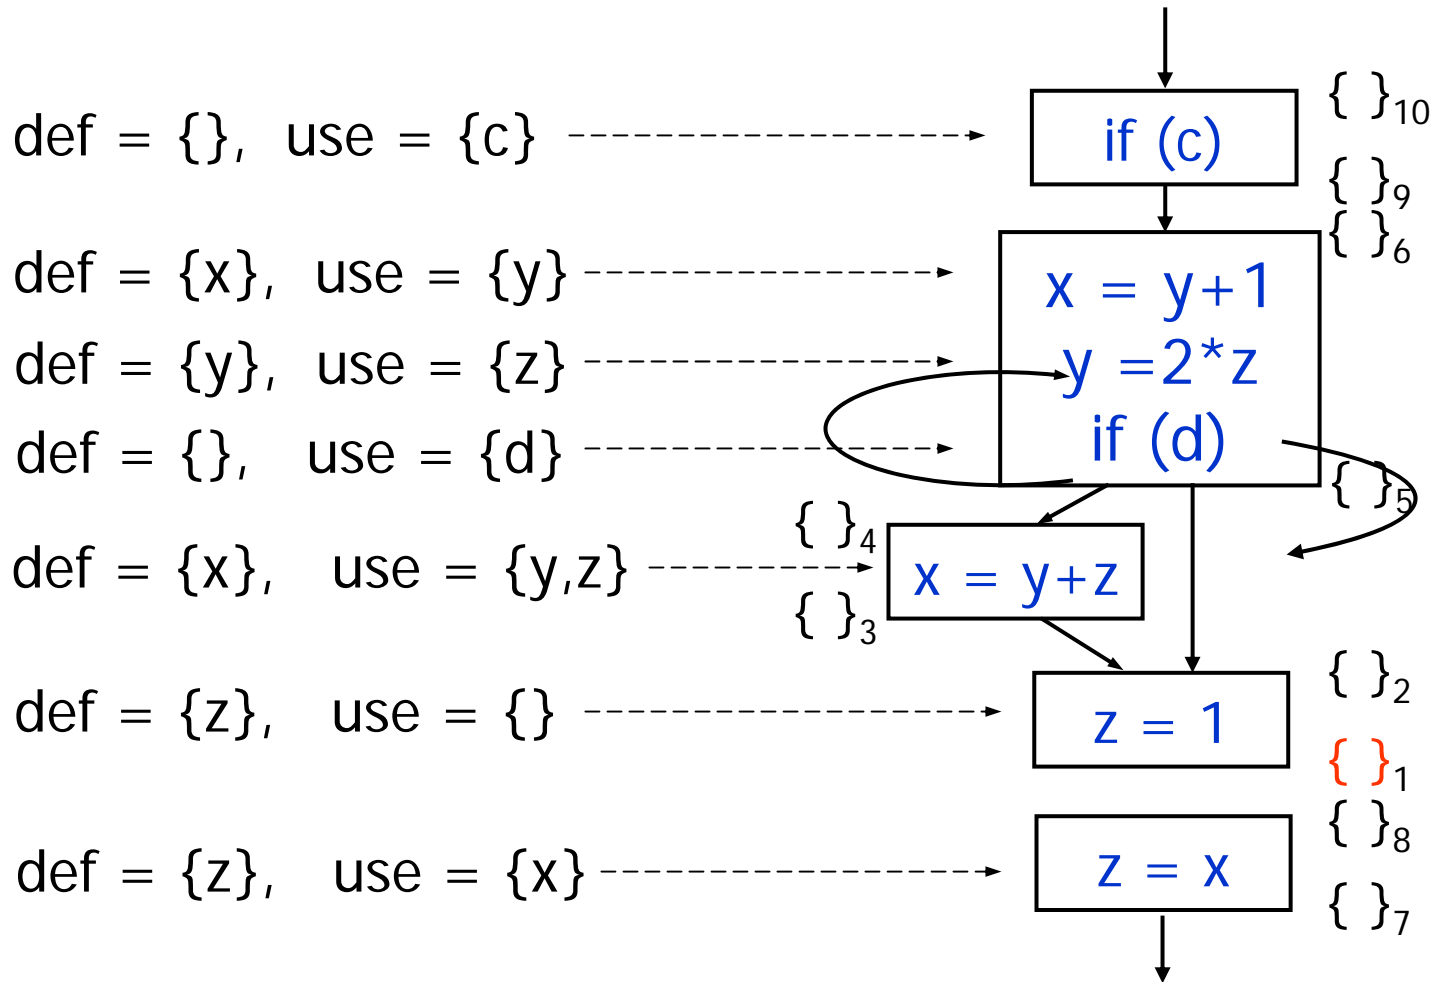 { }10
def = {}, use = {c}
if (c)
{ }9
{ }6
def = {x}, use = {y}
x = y+1
def = {y}, use = {z}
y =2*z
def = {}, use = {d}
if (d)
{ }5
{ }4
def = {x}, use = {y,z}
x = y+z
{ }3
{ }2
def = {z}, use = {}
z = 1
{ }1
{ }8
def = {z}, use = {x}
z = x
{ }7